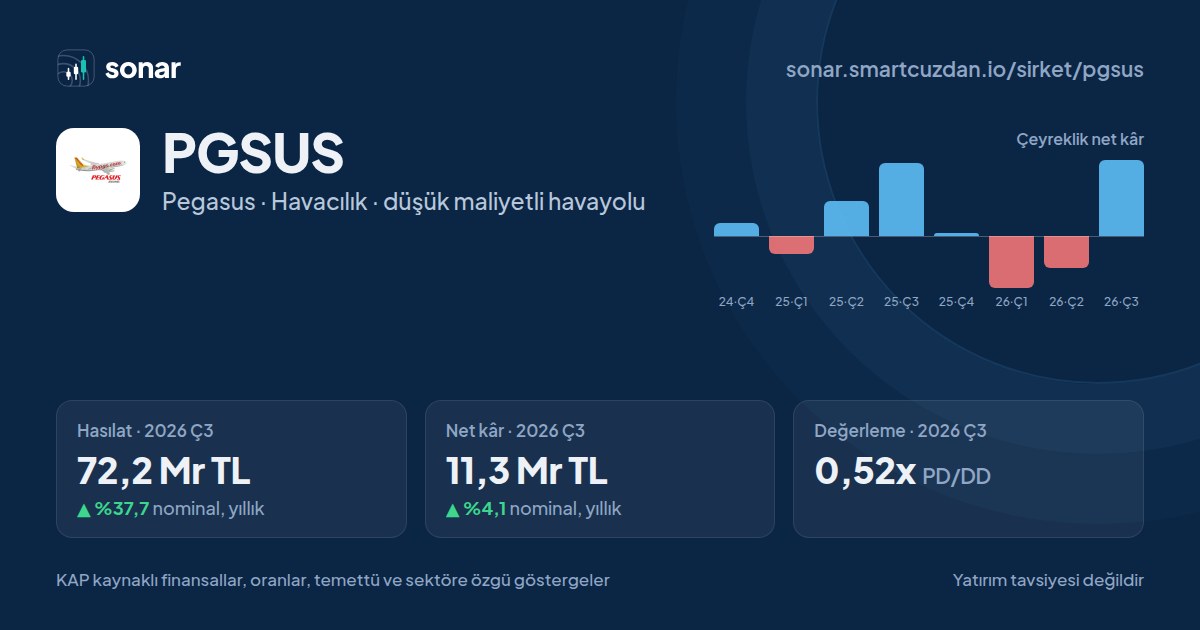 sonar
sonar.smartcuzdan.io/sirket/pgsus
PGSUS
Pegasus · Havacılık · düşük maliyetli havayolu
PEGASUS
Çeyreklik net kâr
24·Ç4 25·Ç1 25·Ç2 25·Ç3 25·Ç4 26·Ç1 26·Ç2 26·Ç3
Hasılat · 2026 Ç3
72,2 Mr TL
▲ %37,7 nominal, yıllık
Net kâr · 2026 Ç3
11,3 Mr TL
▲ %4,1 nominal, yıllık
Değerleme · 2026 Ç3
0,52x PD/DD
KAP kaynaklı finansallar, oranlar, temettü ve sektöre özgü göstergeler
Yatırım tavsiyesi değildir